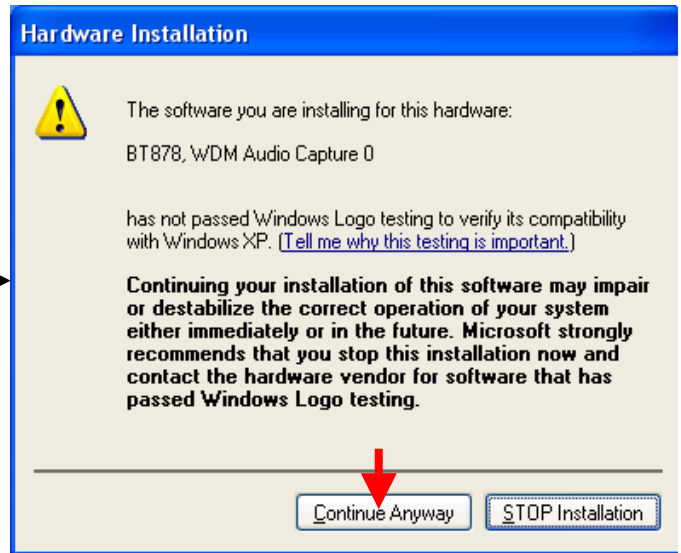 Hardware Installation
The software you are installing for this hardware:
BT878, WDM Audio Capture 0
has not passed Windows Logo testing to verify its compatibility
with Windows XP. (Tell me why this testing is important.)
Continuing your installation of this software may impair
or destabilize the correct operation of your system
either immediately or in the future. Microsoft strongly
recommends that you stop this installation now and
contact the hardware vendor for software that has
passed Windows Logo testing.
Continue Anyway
STOP Installation